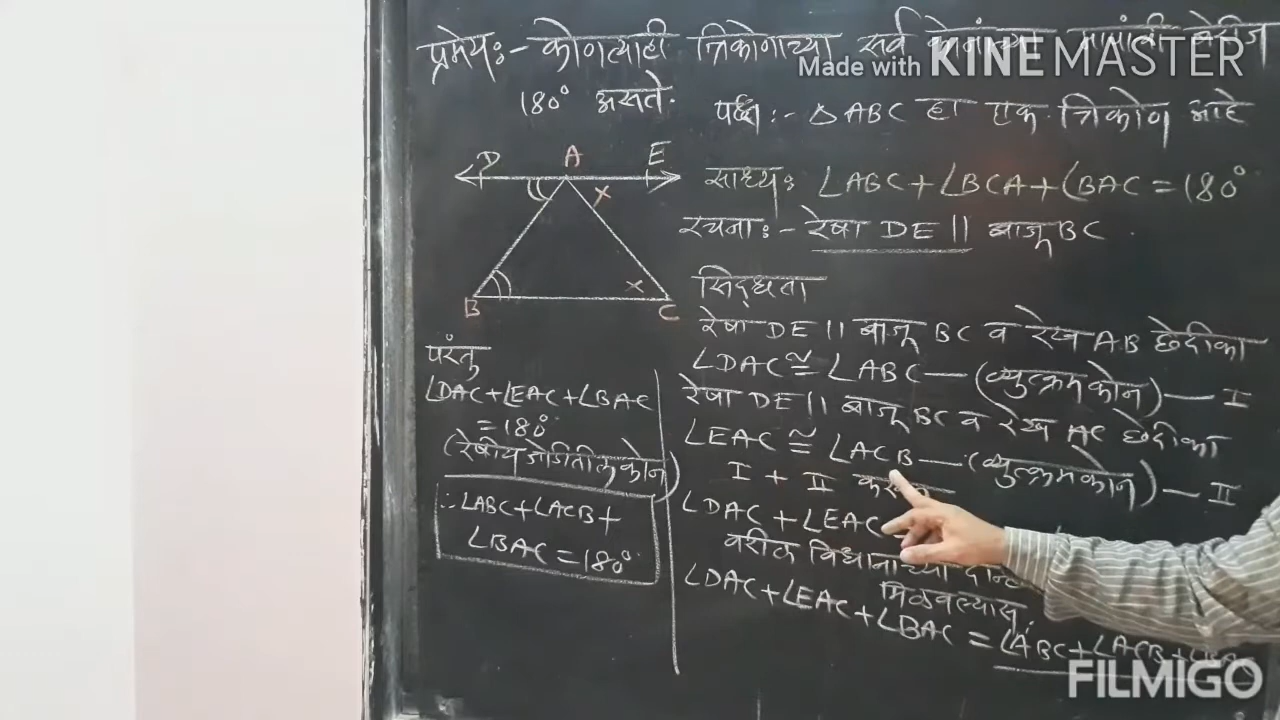 प्रमेयः- कोणत्याही त्रिकोणाच्या सर्व कोनांच्या मापांची बेरीज
Made with KINEMASTER
180° असते.
पक्ष:- △ABC हा एक त्रिकोण आहे
साध्यः ∠ABC+∠BCA+∠BAC=180°
रचनाः- रेषा DE || बाजू BC.
D A E
B C
सिद्धता
रेषा DE || बाजू BC व रेख AB छेदीका
∠DAC ≅ ∠ABC — (व्युत्क्रम कोन) — I
रेषा DE || बाजू BC व रेख AC छेदीका
∠EAC ≅ ∠ACB — (व्युत्क्रम कोन) — II
I + II
∠DAC + ∠EAC
वरील विधानाच्या
मिळवल्यास,
∠DAC+∠EAC+∠BAC = ∠ABC+∠ACB+
परंतु
∠DAC+∠EAC+∠BAC
=180°
(रेषीय जोडीतील कोन)
∴ ∠ABC+∠ACB+
∠BAC=180°
FILMIGO